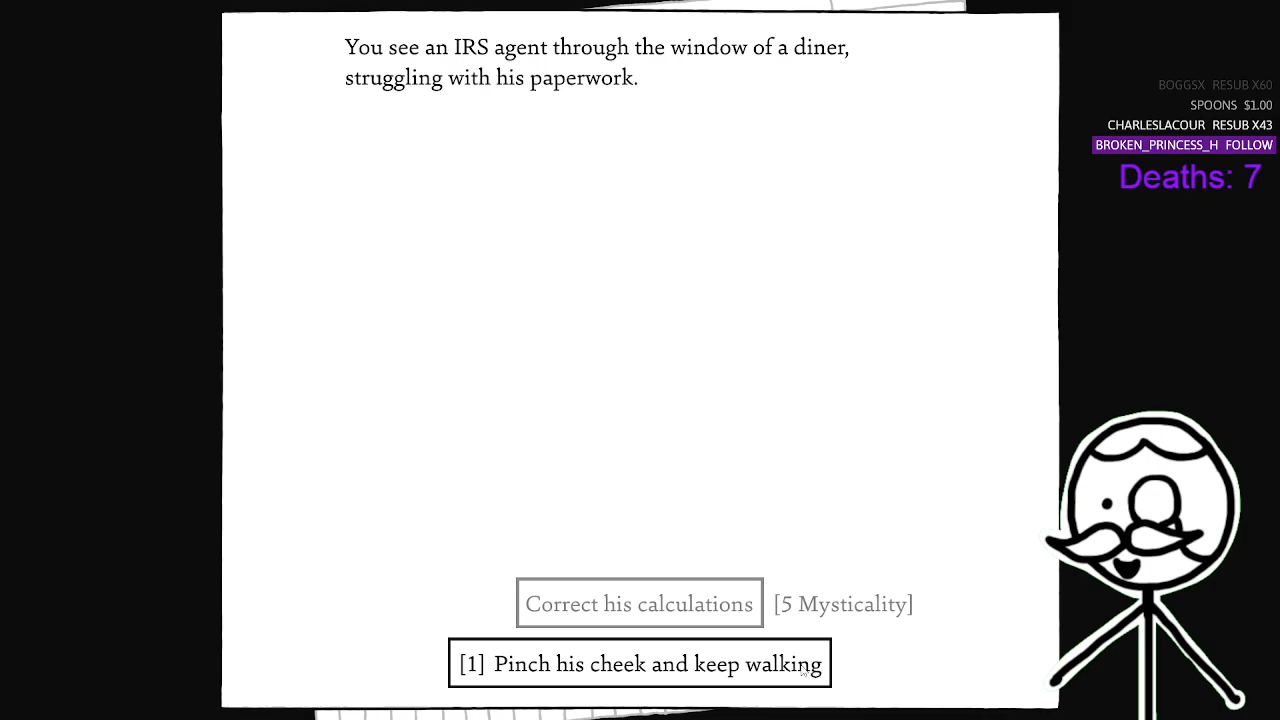 You see an IRS agent through the window of a diner,
struggling with his paperwork.
BOGGSX RESUB X60
SPOONS $1.00
CHARLESLACOUR RESUB X43
BROKEN_PRINCESS_H FOLLOW
Deaths: 7
Correct his calculations [5 Mysticality]
[1] Pinch his cheek and keep walking